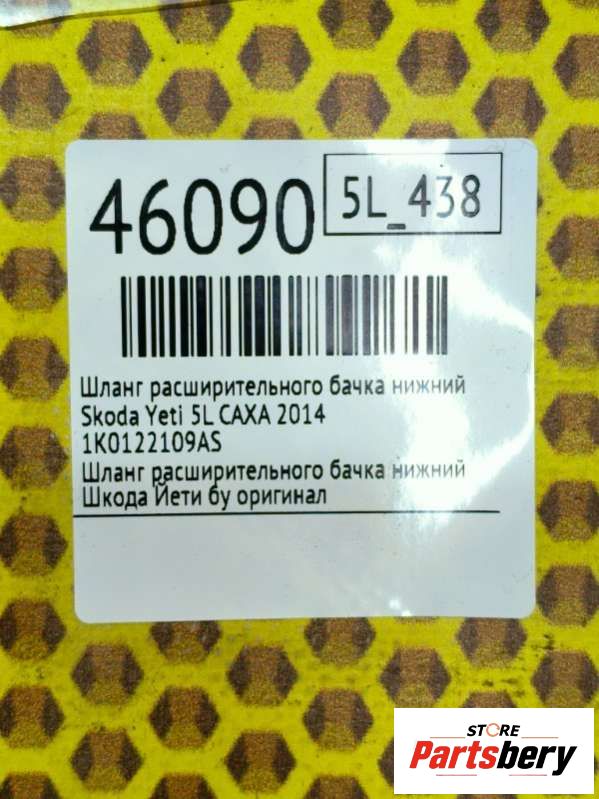 46090
5L_438
Шланг расширительного бачка нижний
Skoda Yeti 5L CAXA 2014
1K0122109AS
Шланг расширительного бачка нижний
Шкода Йети бу оригинал
STORE
Partsbery